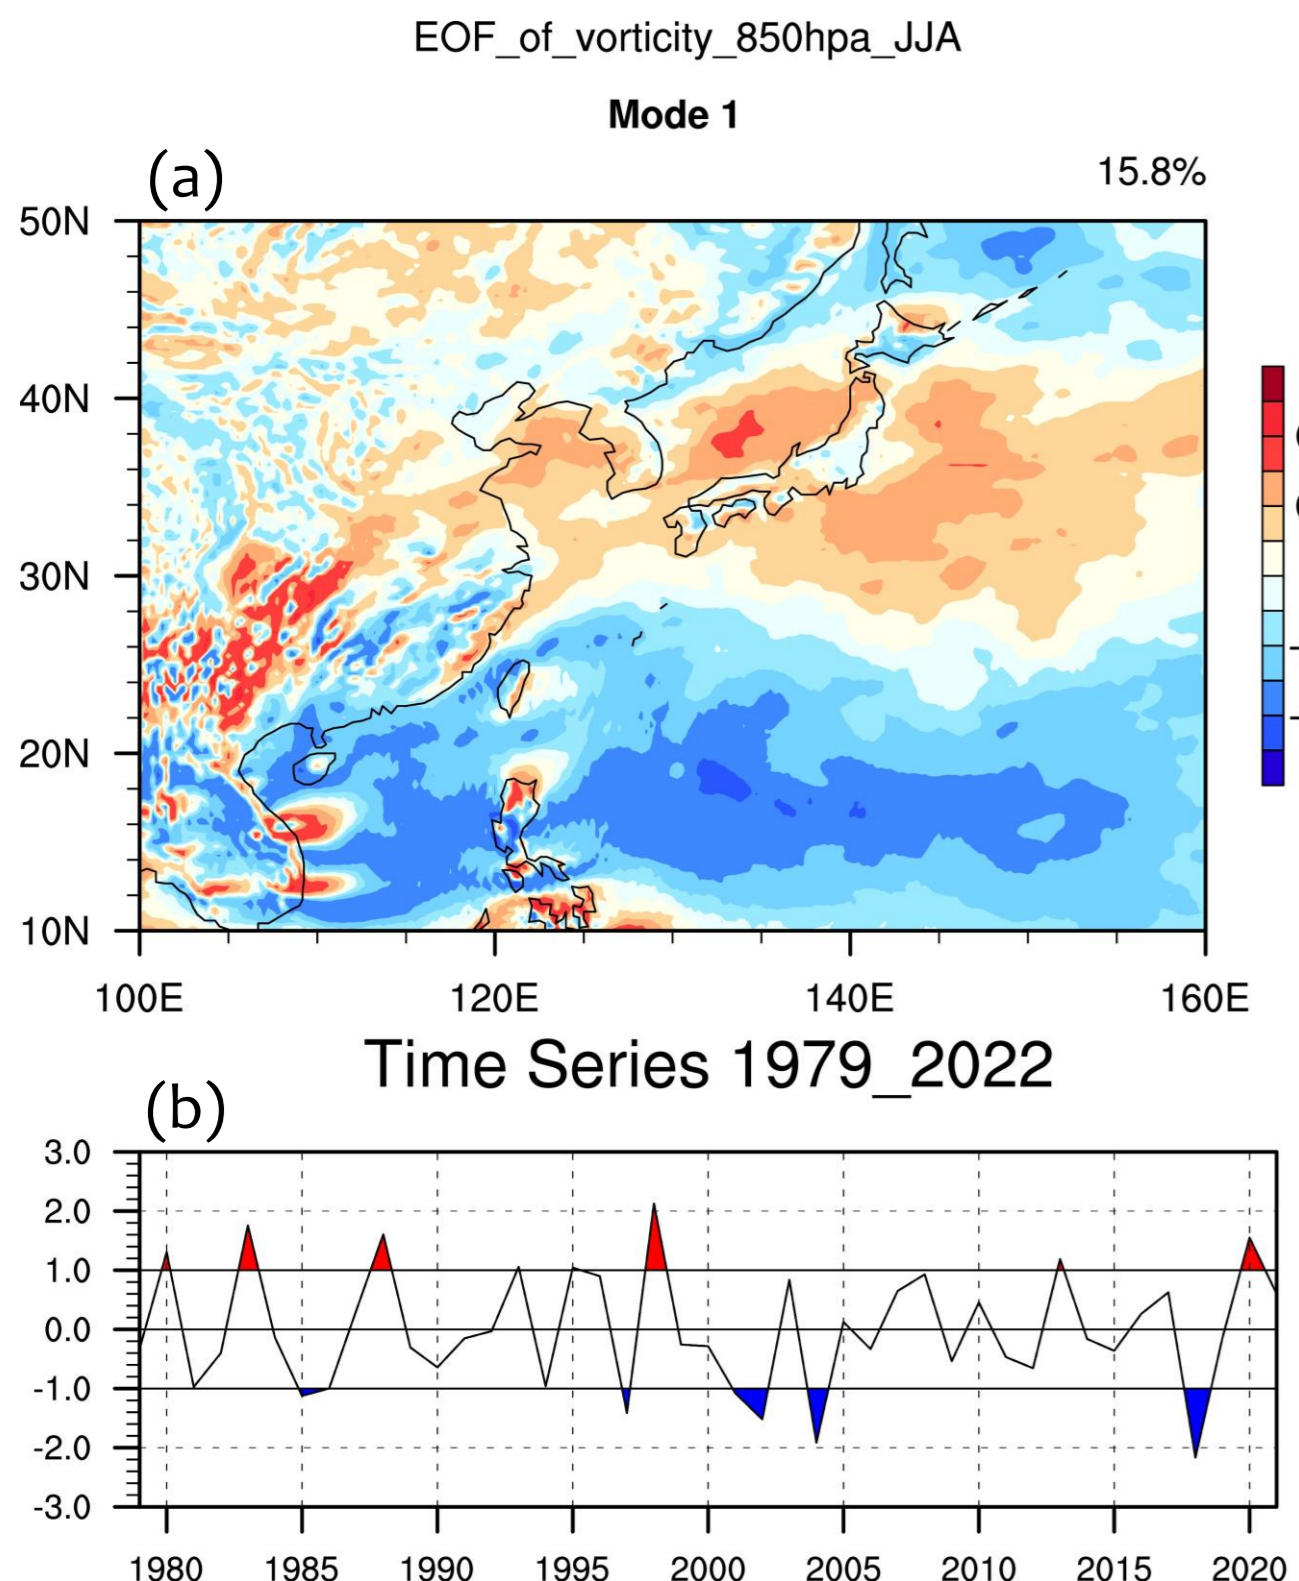 EOF_of_vorticity_850hpa_JJA
Mode 1
(a)
15.8%
50N
40N
30N
20N
10N
100E 120E 140E 160E
Time Series 1979_2022
(b)
3.0
2.0
1.0
0.0
-1.0
-2.0
-3.0
1980 1985 1990 1995 2000 2005 2010 2015 2020